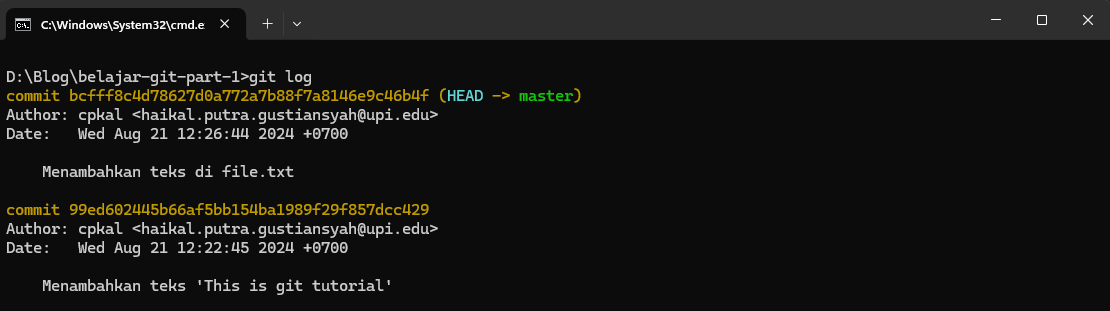 C:\Windows\System32\cmd.e
D:\Blog\belajar-git-part-1>git log
commit bcfff8c4d78627d0a772a7b88f7a8146e9c46b4f (HEAD -> master)
Author: cpkal <haikal.putra.gustiansyah@upi.edu>
Date:   Wed Aug 21 12:26:44 2024 +0700
Menambahkan teks di file.txt
commit 99ed602445b66af5bb154ba1989f29f857dcc429
Author: cpkal <haikal.putra.gustiansyah@upi.edu>
Date:   Wed Aug 21 12:22:45 2024 +0700
Menambahkan teks 'This is git tutorial'